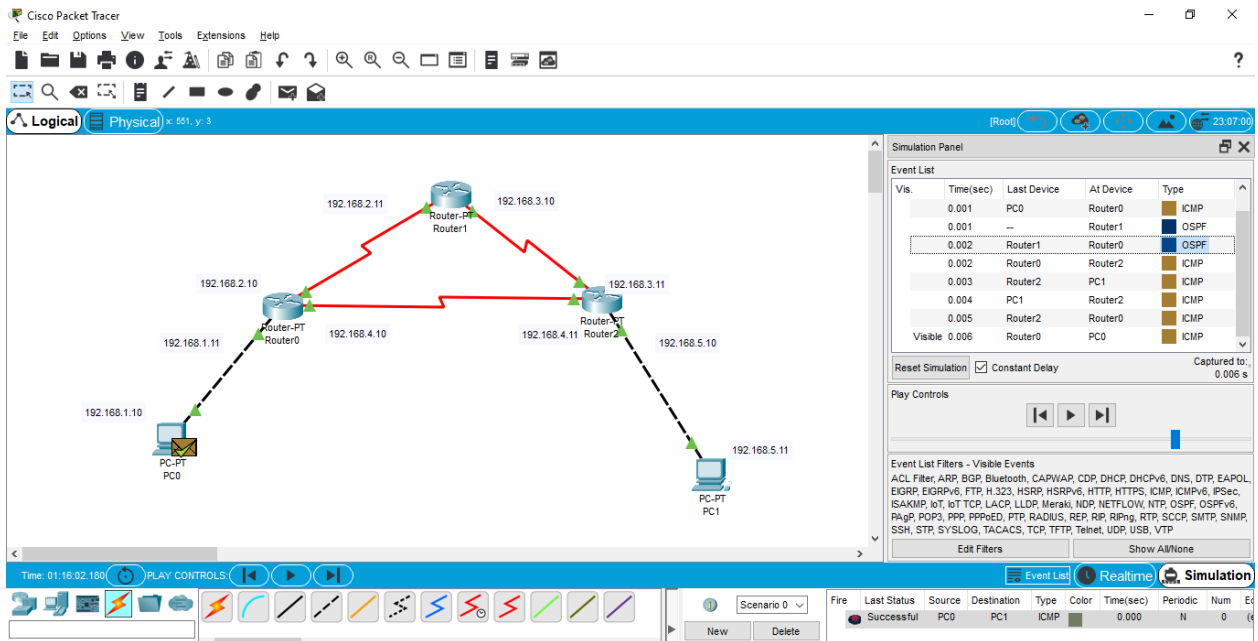 Cisco Packet Tracer
File Edit Options View Tools Extensions Help
?
Logical Physical x: 551, y: 3
[Root] 23:07:00
192.168.2.11
192.168.3.10
Router-PT
Router1
192.168.2.10
192.168.3.11
Router-PT
Router0
192.168.4.10
192.168.4.11
Router-PT
Router2
192.168.1.11
192.168.5.10
192.168.1.10
PC-PT
PC0
192.168.5.11
PC-PT
PC1
Simulation Panel
Event List
Vis. Time(sec) Last Device At Device Type
0.001 PC0 Router0 ICMP
0.001 -- Router1 OSPF
0.002 Router1 Router0 OSPF
0.002 Router0 Router2 ICMP
0.003 Router2 PC1 ICMP
0.004 PC1 Router2 ICMP
0.005 Router2 Router0 ICMP
Visible 0.006 Router0 PC0 ICMP
Reset Simulation Constant Delay
Captured to:
0.006 s
Play Controls
Event List Filters - Visible Events
ACL Filter, ARP, BGP, Bluetooth, CAPWAP, CDP, DHCP, DHCPv6, DNS, DTP, EAPOL,
EIGRP, EIGRPv6, FTP, H.323, HSRP, HSRPv6, HTTP, HTTPS, ICMP, ICMPv6, IPSec,
ISAKMP, IoT, IoT TCP, LACP, LLDP, Meraki, NDP, NETFLOW, NTP, OSPF, OSPFv6,
PAgP, POP3, PPP, PPPoED, PTP, RADIUS, REP, RIP, RIPng, RTP, SCCP, SMTP, SNMP,
SSH, STP, SYSLOG, TACACS, TCP, TFTP, Telnet, UDP, USB, VTP
Edit Filters Show All/None
Time: 01:16:02.180 PLAY CONTROLS:
Event List Realtime Simulation
Scenario 0
New Delete
Fire Last Status Source Destination Type Color Time(sec) Periodic Num
Successful PC0 PC1 ICMP 0.000 N 0